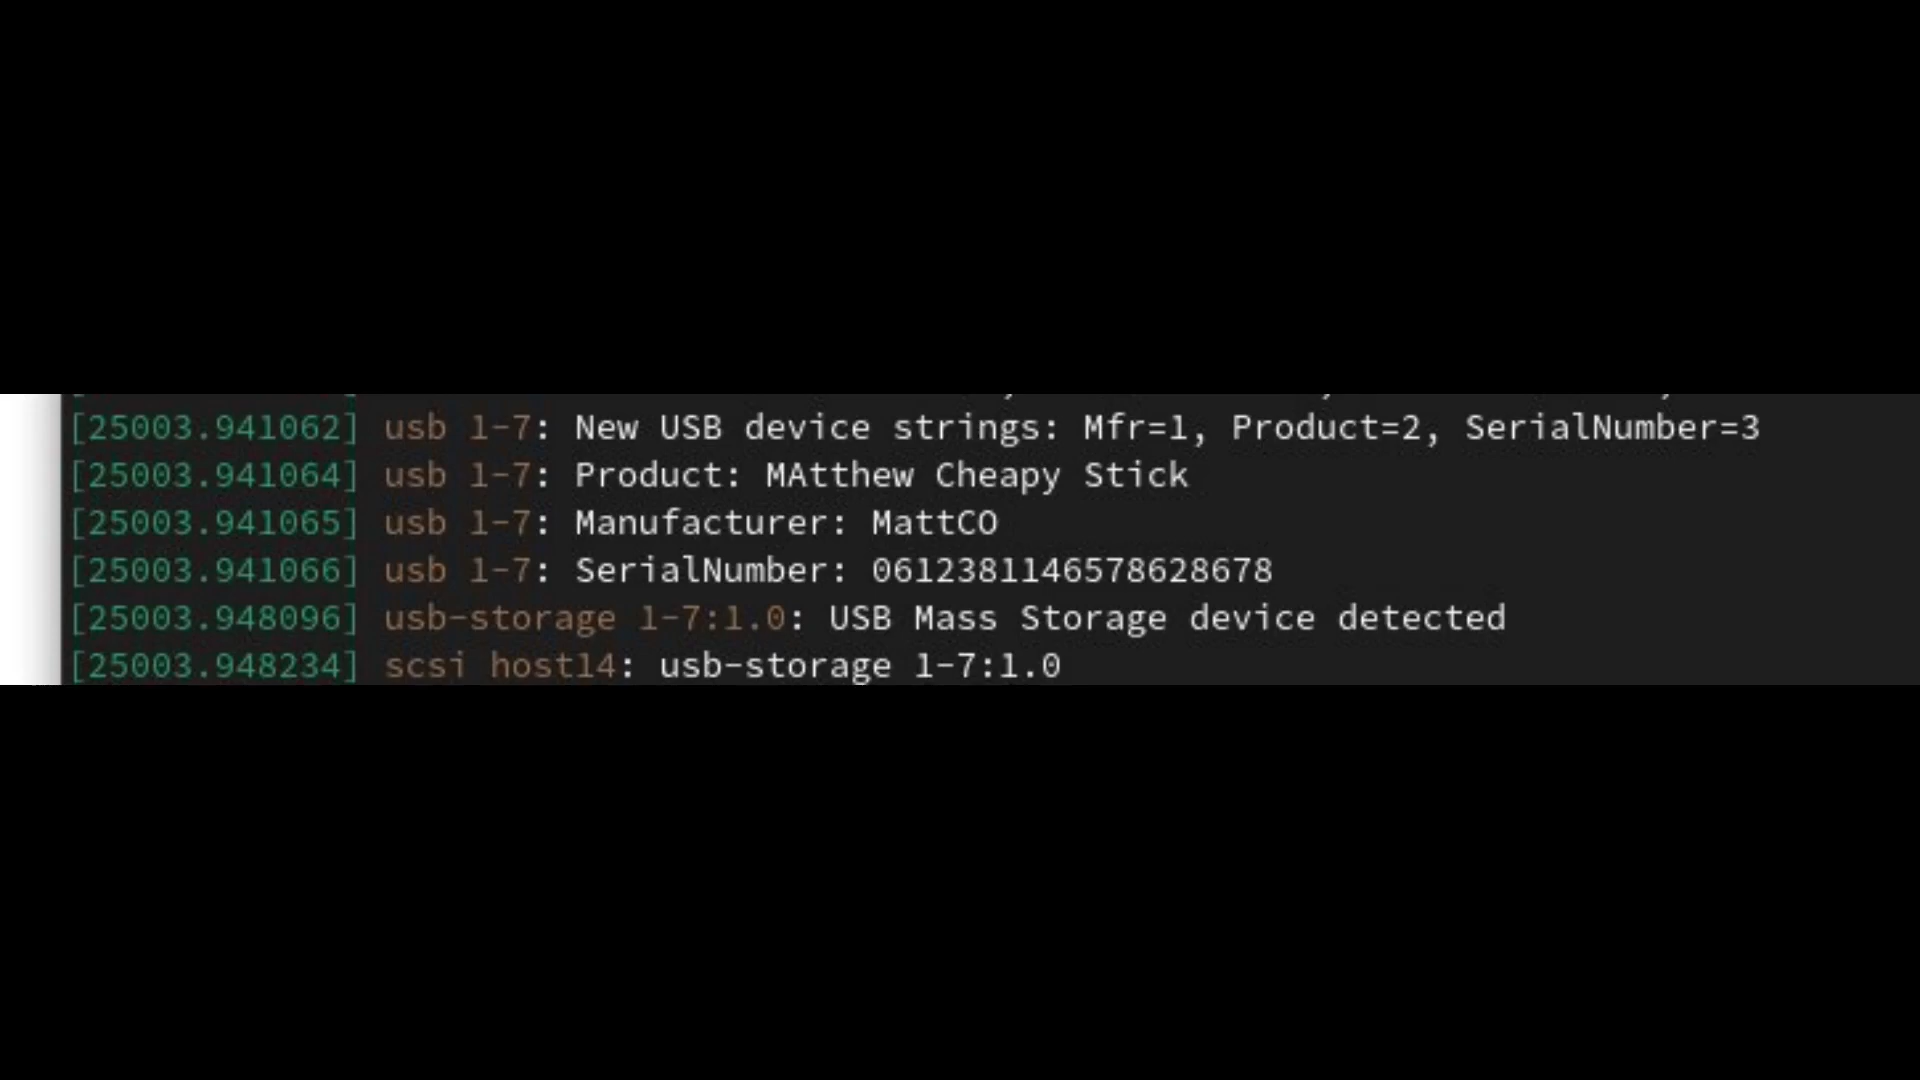 [25003.941062] usb 1-7: New USB device strings: Mfr=1, Product=2, SerialNumber=3
[25003.941064] usb 1-7: Product: MAtthew Cheapy Stick
[25003.941065] usb 1-7: Manufacturer: MattCO
[25003.941066] usb 1-7: SerialNumber: 0612381146578628678
[25003.948096] usb-storage 1-7:1.0: USB Mass Storage device detected
[25003.948234] scsi host14: usb-storage 1-7:1.0